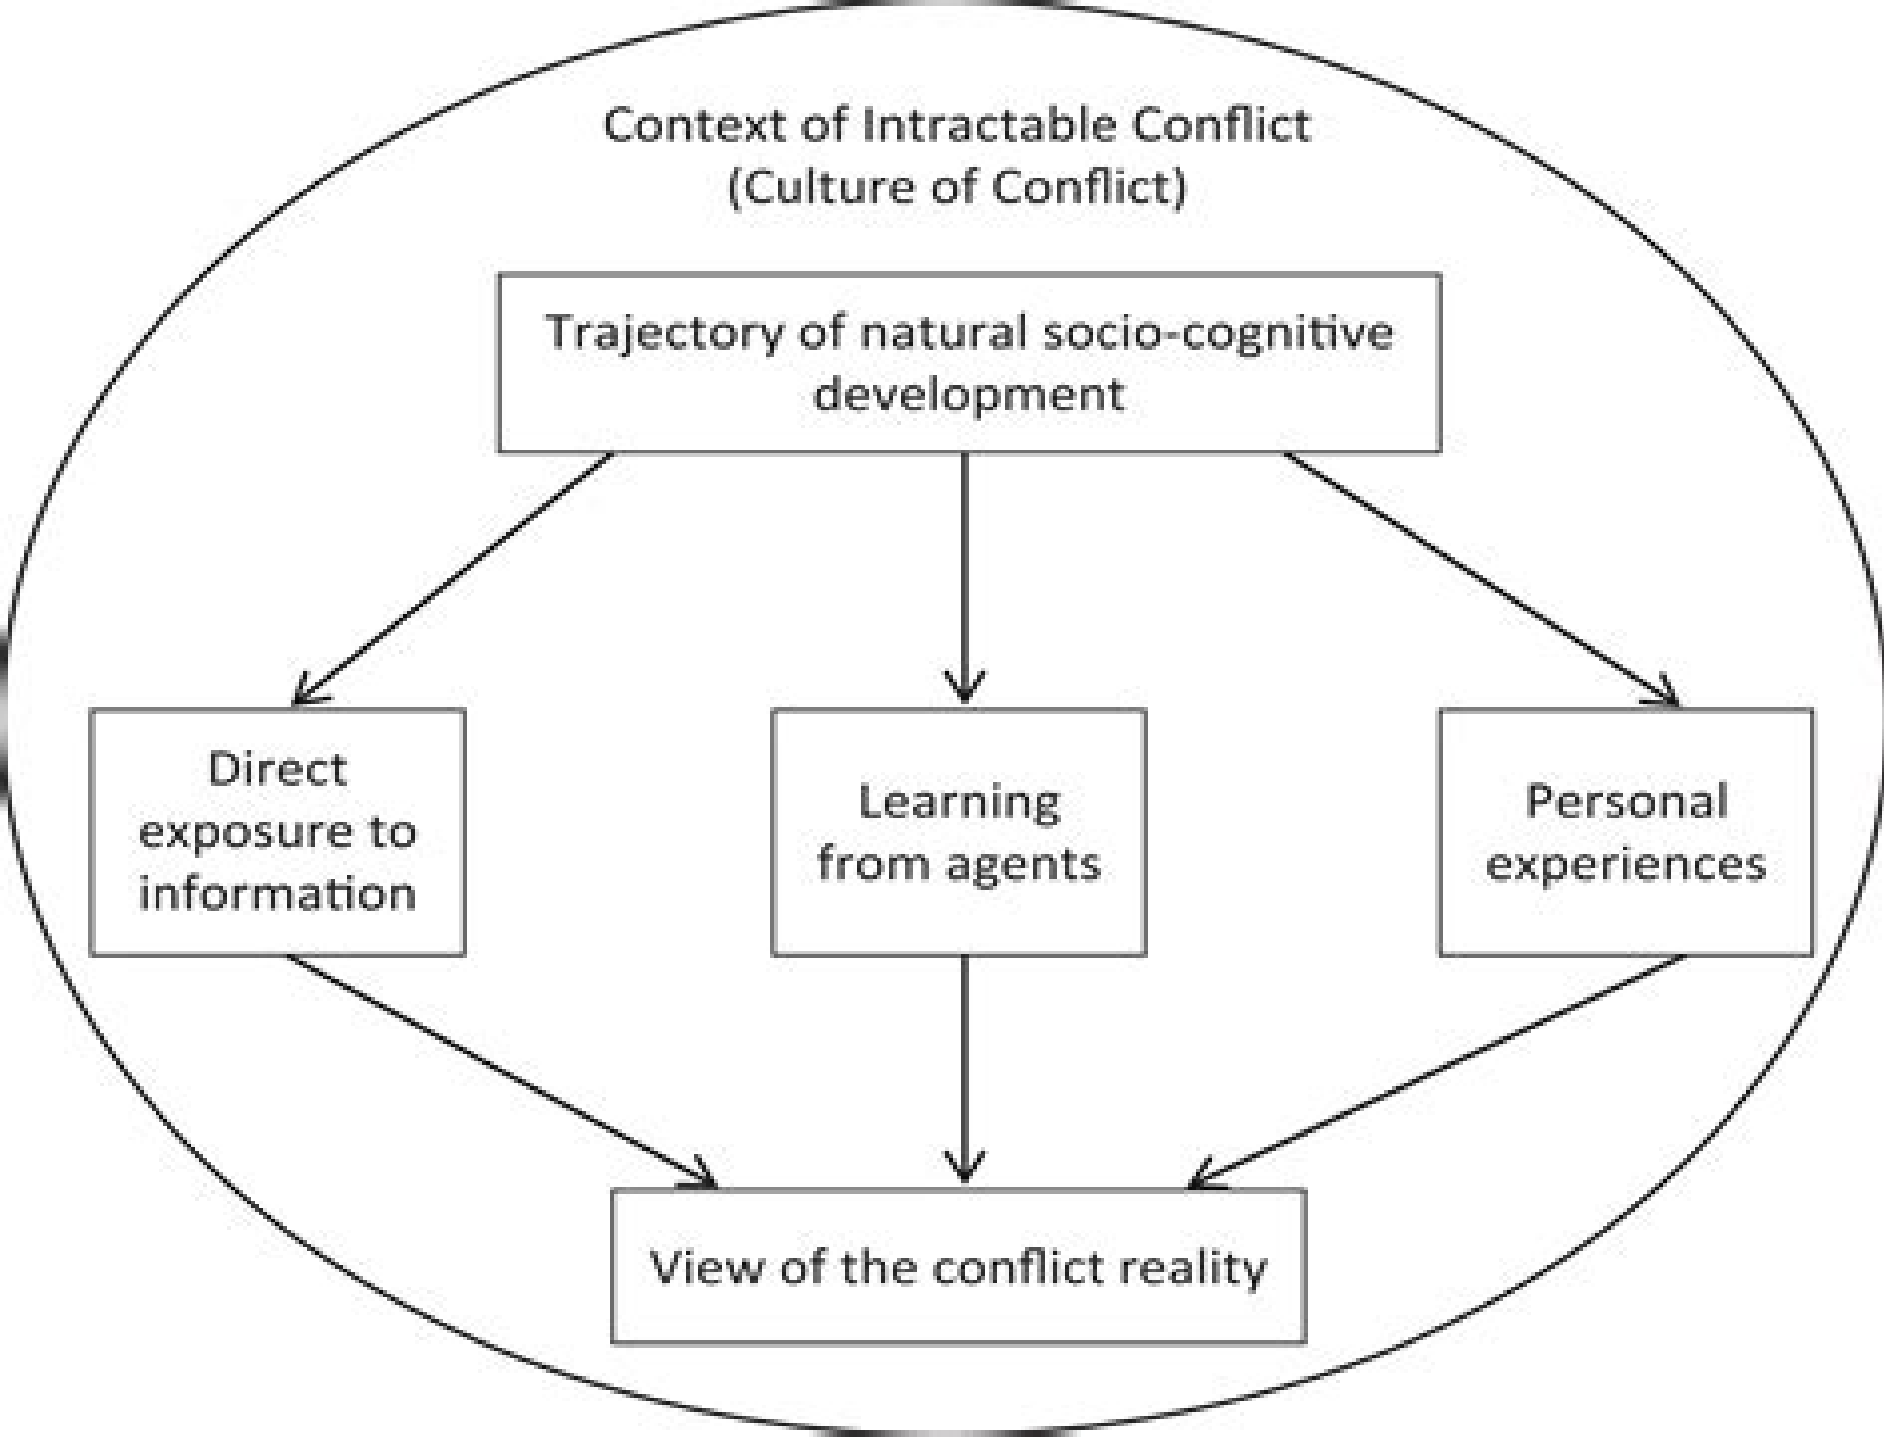 Context of Intractable Conflict
(Culture of Conflict)
Trajectory of natural socio-cognitive
development
Direct
exposure to
information
Learning
from agents
Personal
experiences
View of the conflict reality